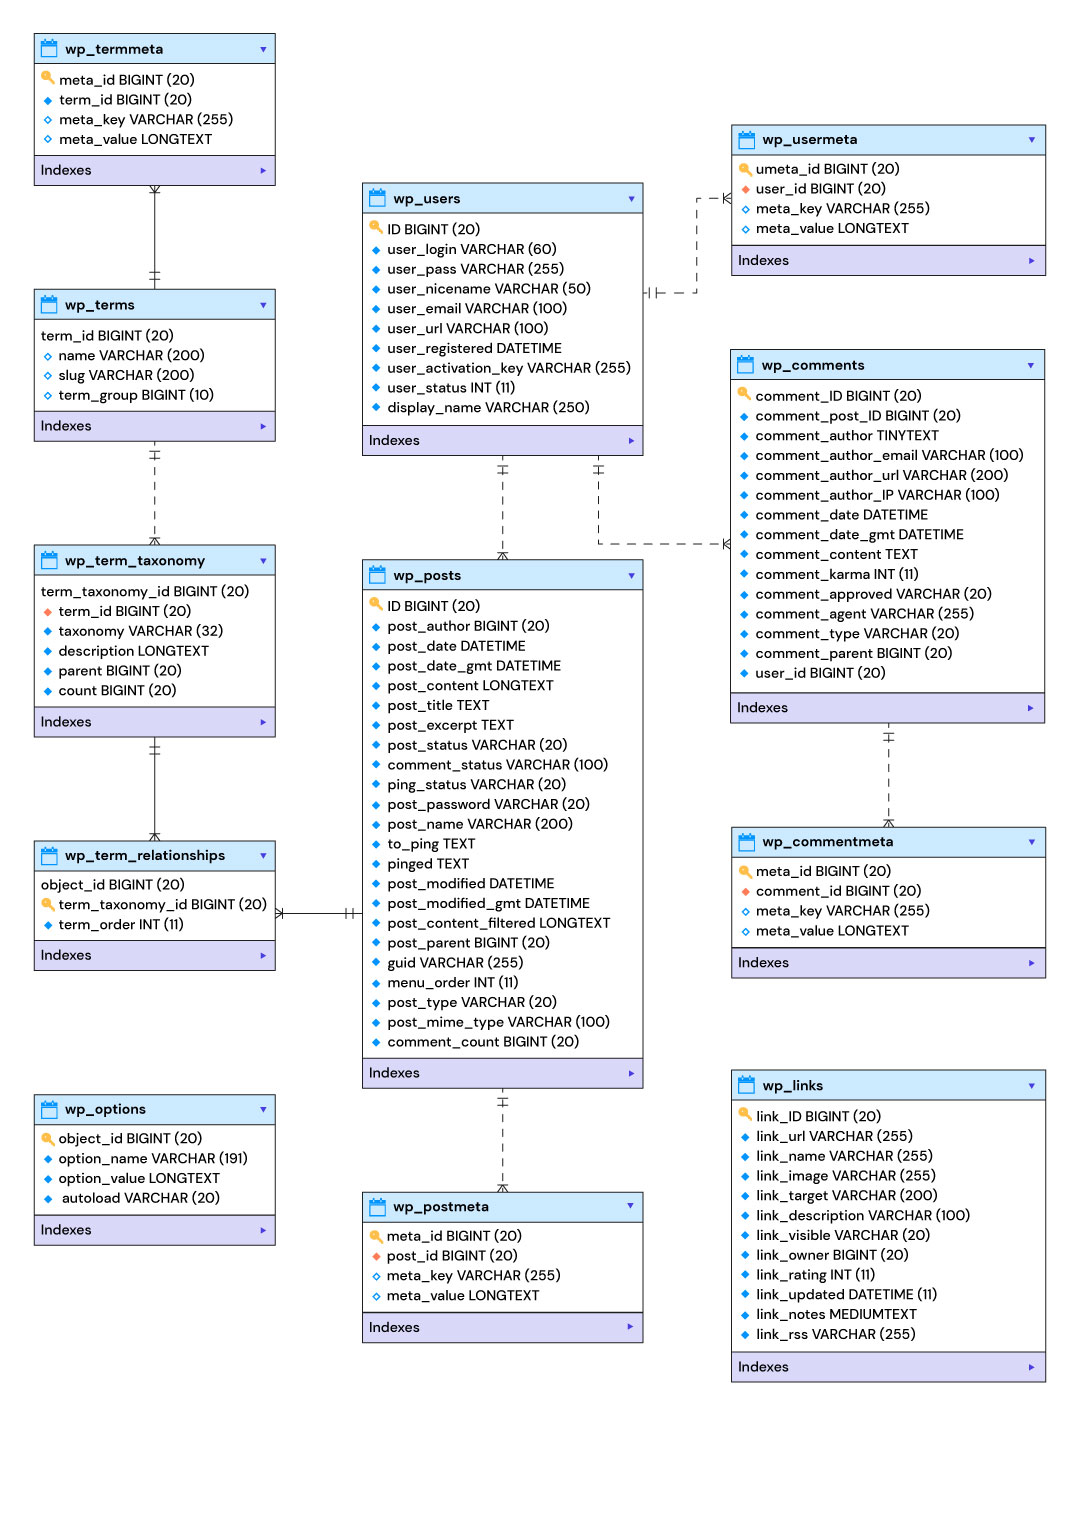 wp_termmeta
meta_id BIGINT (20)
term_id BIGINT (20)
meta_key VARCHAR (255)
meta_value LONGTEXT
Indexes
wp_terms
term_id BIGINT (20)
name VARCHAR (200)
slug VARCHAR (200)
term_group BIGINT (10)
Indexes
wp_term_taxonomy
term_taxonomy_id BIGINT (20)
term_id BIGINT (20)
taxonomy VARCHAR (32)
description LONGTEXT
parent BIGINT (20)
count BIGINT (20)
Indexes
wp_term_relationships
object_id BIGINT (20)
term_taxonomy_id BIGINT (20)
term_order INT (11)
Indexes
wp_options
object_id BIGINT (20)
option_name VARCHAR (191)
option_value LONGTEXT
autoload VARCHAR (20)
Indexes
wp_users
ID BIGINT (20)
user_login VARCHAR (60)
user_pass VARCHAR (255)
user_nicename VARCHAR (50)
user_email VARCHAR (100)
user_url VARCHAR (100)
user_registered DATETIME
user_activation_key VARCHAR (255)
user_status INT (11)
display_name VARCHAR (250)
Indexes
wp_posts
ID BIGINT (20)
post_author BIGINT (20)
post_date DATETIME
post_date_gmt DATETIME
post_content LONGTEXT
post_title TEXT
post_excerpt TEXT
post_status VARCHAR (20)
comment_status VARCHAR (100)
ping_status VARCHAR (20)
post_password VARCHAR (20)
post_name VARCHAR (200)
to_ping TEXT
pinged TEXT
post_modified DATETIME
post_modified_gmt DATETIME
post_content_filtered LONGTEXT
post_parent BIGINT (20)
guid VARCHAR (255)
menu_order INT (11)
post_type VARCHAR (20)
post_mime_type VARCHAR (100)
comment_count BIGINT (20)
Indexes
wp_postmeta
meta_id BIGINT (20)
post_id BIGINT (20)
meta_key VARCHAR (255)
meta_value LONGTEXT
Indexes
wp_usermeta
umeta_id BIGINT (20)
user_id BIGINT (20)
meta_key VARCHAR (255)
meta_value LONGTEXT
Indexes
wp_comments
comment_ID BIGINT (20)
comment_post_ID BIGINT (20)
comment_author TINYTEXT
comment_author_email VARCHAR (100)
comment_author_url VARCHAR (200)
comment_author_IP VARCHAR (100)
comment_date DATETIME
comment_date_gmt DATETIME
comment_content TEXT
comment_karma INT (11)
comment_approved VARCHAR (20)
comment_agent VARCHAR (255)
comment_type VARCHAR (20)
comment_parent BIGINT (20)
user_id BIGINT (20)
Indexes
wp_commentmeta
meta_id BIGINT (20)
comment_id BIGINT (20)
meta_key VARCHAR (255)
meta_value LONGTEXT
Indexes
wp_links
link_ID BIGINT (20)
link_url VARCHAR (255)
link_name VARCHAR (255)
link_image VARCHAR (255)
link_target VARCHAR (200)
link_description VARCHAR (100)
link_visible VARCHAR (20)
link_owner BIGINT (20)
link_rating INT (11)
link_updated DATETIME (11)
link_notes MEDIUMTEXT
link_rss VARCHAR (255)
Indexes